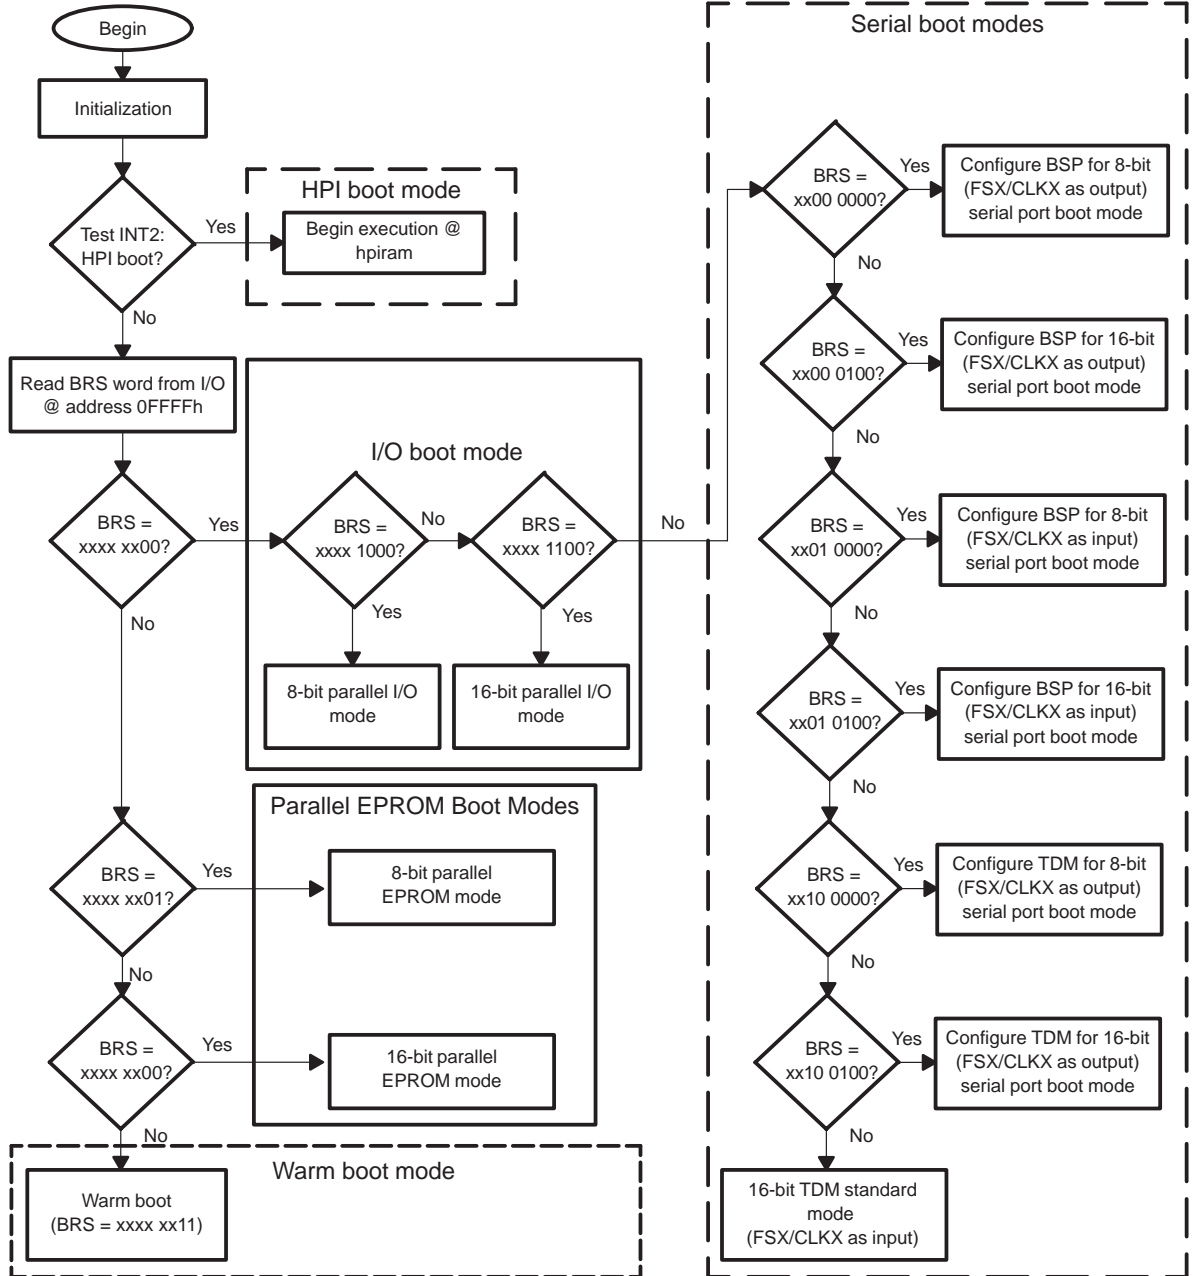 Begin
Initialization
Test INT2:
HPI boot?
Yes
No
HPI boot mode
Begin execution @
hpiram
Read BRS word from I/O
@ address 0FFFFh
BRS =
xxxx xx00?
Yes
No
I/O boot mode
BRS =
xxxx 1000?
No
Yes
BRS =
xxxx 1100?
No
Yes
8-bit parallel I/O
mode
16-bit parallel I/O
mode
BRS =
xxxx xx01?
Yes
No
Parallel EPROM Boot Modes
8-bit parallel
EPROM mode
BRS =
xxxx xx00?
Yes
No
16-bit parallel
EPROM mode
Warm boot mode
Warm boot
(BRS = xxxx xx11)
Serial boot modes
BRS =
xx00 0000?
Yes
No
Configure BSP for 8-bit
(FSX/CLKX as output)
serial port boot mode
BRS =
xx00 0100?
Yes
No
Configure BSP for 16-bit
(FSX/CLKX as output)
serial port boot mode
BRS =
xx01 0000?
Yes
No
Configure BSP for 8-bit
(FSX/CLKX as input)
serial port boot mode
BRS =
xx01 0100?
Yes
No
Configure BSP for 16-bit
(FSX/CLKX as input)
serial port boot mode
BRS =
xx10 0000?
Yes
No
Configure TDM for 8-bit
(FSX/CLKX as output)
serial port boot mode
BRS =
xx10 0100?
Yes
No
Configure TDM for 16-bit
(FSX/CLKX as output)
serial port boot mode
16-bit TDM standard
mode
(FSX/CLKX as input)